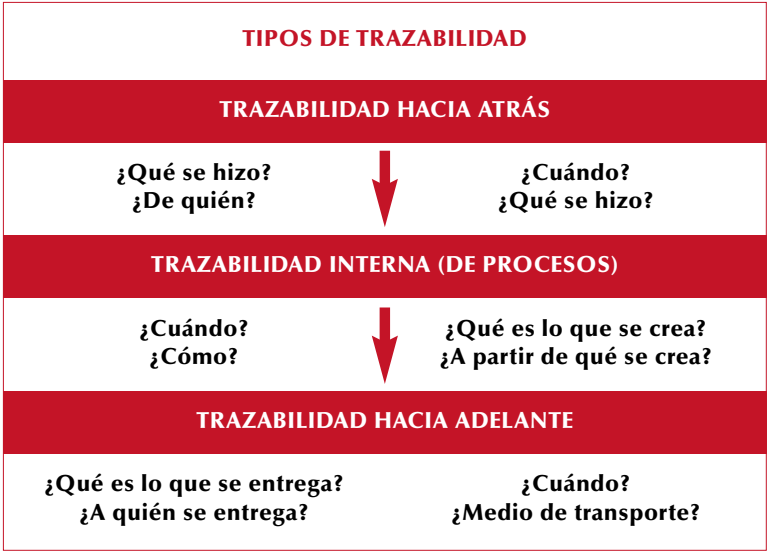 TIPOS DE TRAZABILIDAD
TRAZABILIDAD HACIA ATRÁS
¿Qué se hizo?
¿De quién?
¿Cuándo?
¿Qué se hizo?
TRAZABILIDAD INTERNA (DE PROCESOS)
¿Cuándo?
¿Cómo?
¿Qué es lo que se crea?
¿A partir de qué se crea?
TRAZABILIDAD HACIA ADELANTE
¿Qué es lo que se entrega?
¿A quién se entrega?
¿Cuándo?
¿Medio de transporte?